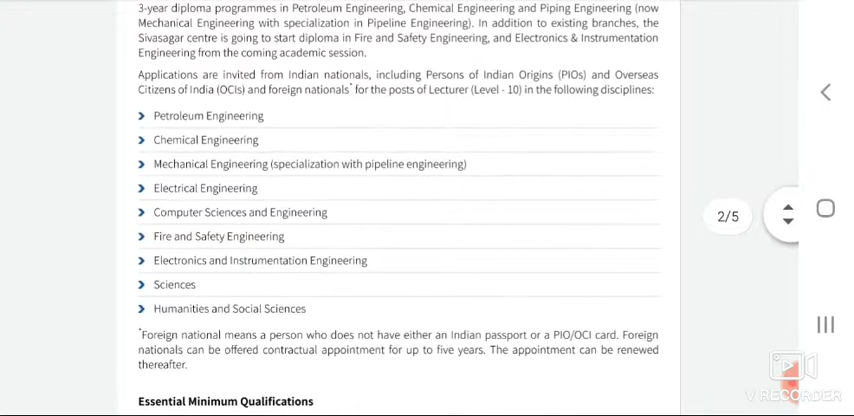 3-year diploma programmes in Petroleum Engineering, Chemical Engineering and Piping Engineering (now
Mechanical Engineering with specialization in Pipeline Engineering). In addition to existing branches, the
Sivasagar centre is going to start diploma in Fire and Safety Engineering, and Electronics & Instrumentation
Engineering from the coming academic session.
Applications are invited from Indian nationals, including Persons of Indian Origins (PIOs) and Overseas
Citizens of India (OCIs) and foreign nationals* for the posts of Lecturer (Level - 10) in the following disciplines:
Petroleum Engineering
Chemical Engineering
Mechanical Engineering (specialization with pipeline engineering)
Electrical Engineering
Computer Sciences and Engineering
2/5
Fire and Safety Engineering
Electronics and Instrumentation Engineering
Sciences
Humanities and Social Sciences
*Foreign national means a person who does not have either an Indian passport or a PIO/OCI card. Foreign
nationals can be offered contractual appointment for up to five years. The appointment can be renewed
thereafter.
V RECORDER
Essential Minimum Qualifications